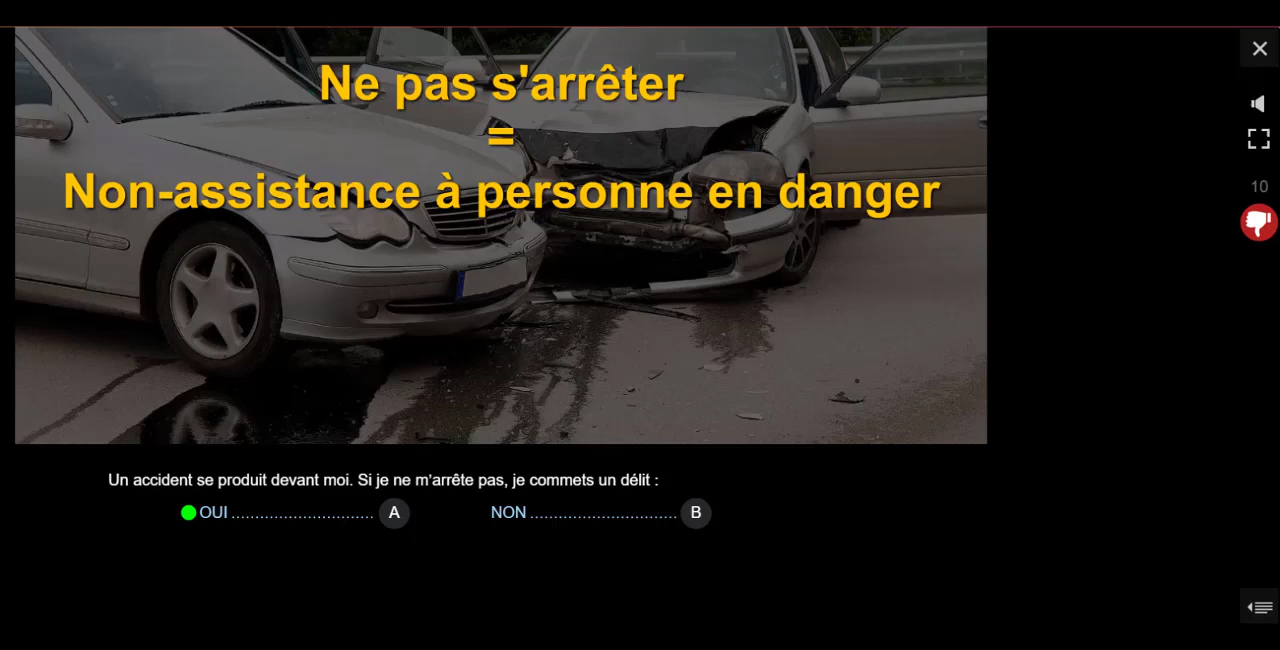 Ne pas s'arrêter
=
Non-assistance à personne en danger
10
Un accident se produit devant moi. Si je ne m'arrête pas, je commets un délit :
OUI .............................. A NON ............................... B